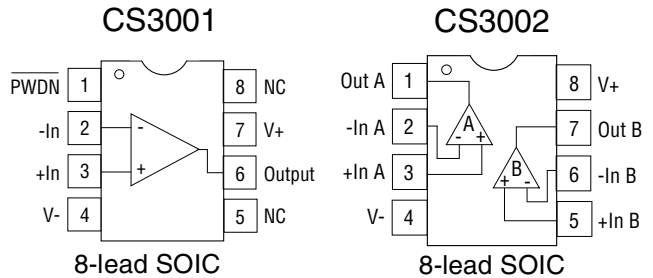 CS3001
PWDN 1 8 NC
-In 2 - 7 V+
+In 3 + 6 Output
V- 4 5 NC
8-lead SOIC
CS3002
Out A 1 8 V+
-In A 2 A - + 7 Out B
+In A 3 B + - 6 -In B
V- 4 5 +In B
8-lead SOIC